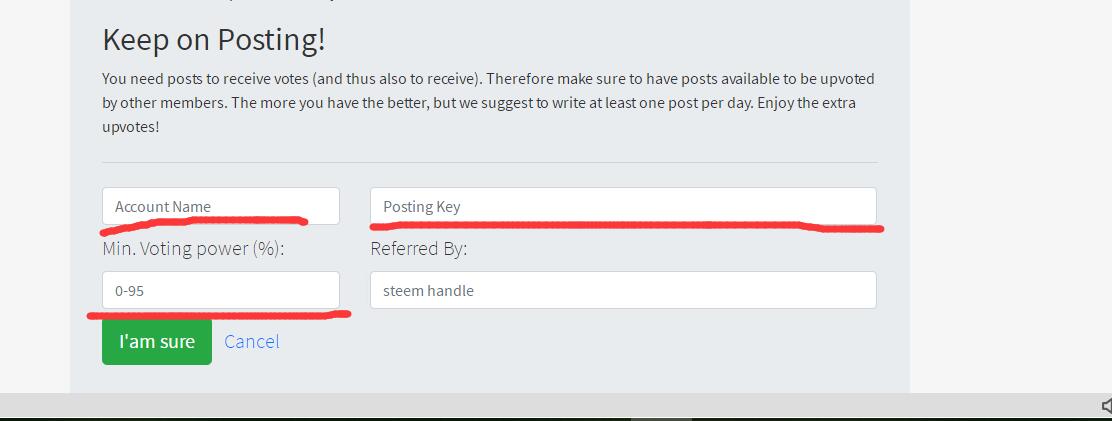 Keep on Posting!
You need posts to receive votes (and thus also to receive). Therefore make sure to have posts available to be upvoted
by other members. The more you have the better, but we suggest to write at least one post per day. Enjoy the extra
upvotes!
Account Name
Posting Key
Min. Voting power (%):
Referred By:
0-95
steem handle
I'am sure
Cancel